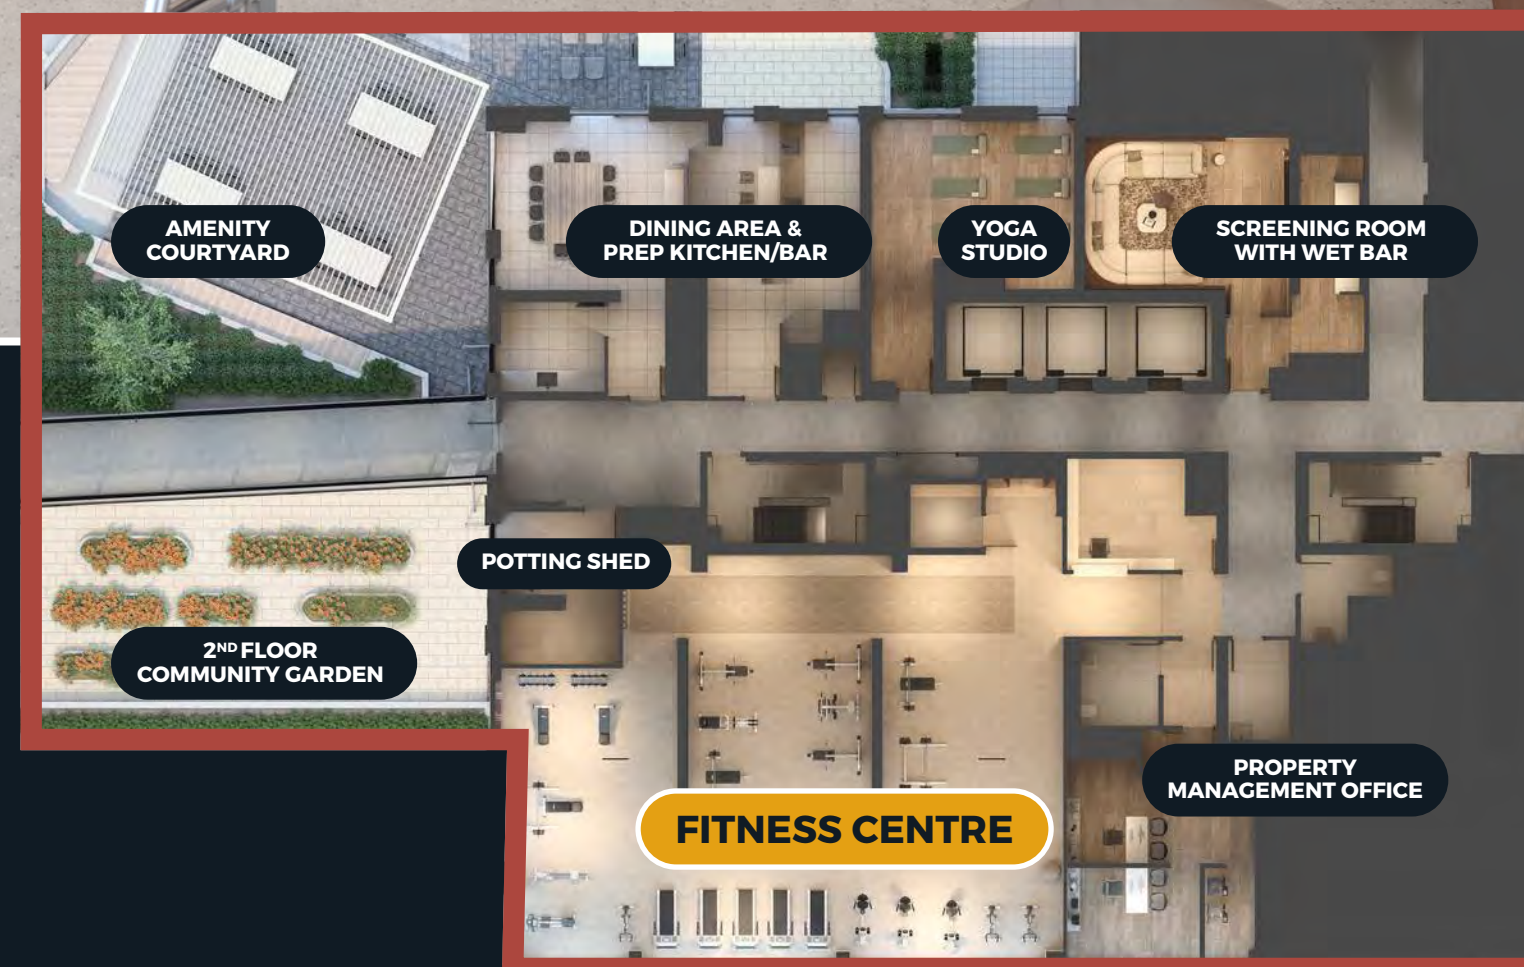 AMENITY
COURTYARD
DINING AREA &
PREP KITCHEN/BAR
YOGA
STUDIO
SCREENING ROOM
WITH WET BAR
POTTING SHED
2ND FLOOR
COMMUNITY GARDEN
PROPERTY
MANAGEMENT OFFICE
FITNESS CENTRE